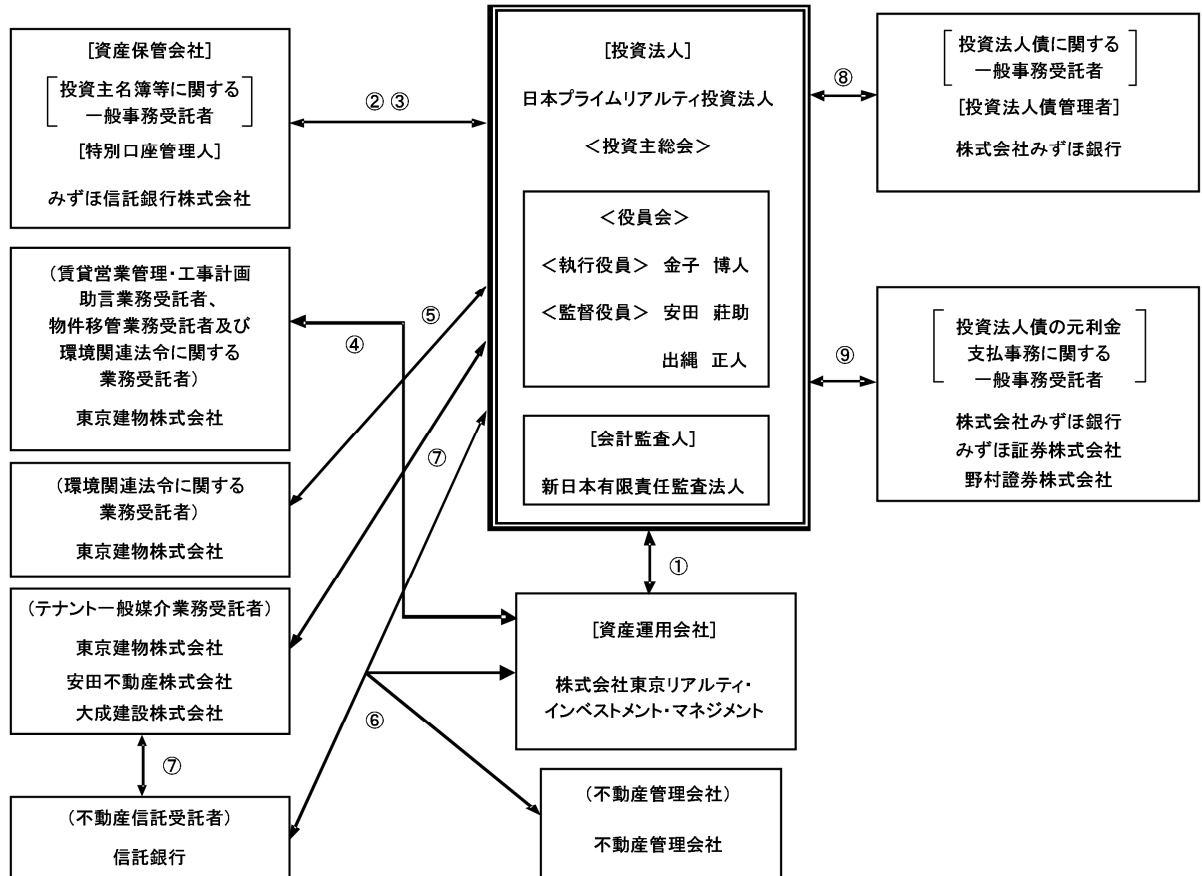 [資産保管会社]
投資主名簿等に関する
一般事務受託者
[特別口座管理人]
みずほ信託銀行株式会社
②③
[投資法人]
日本プライムリアルティ投資法人
<投資主総会>
<役員会>
<執行役員> 金子 博人
<監督役員> 安田 莊助
出縄 正人
[会計監査人]
新日本有限責任監査法人
⑧
投資法人債に関する
一般事務受託者
[投資法人債管理者]
株式会社みずほ銀行
(賃貸営業管理・工事計画
助言業務受託者、
物件移管業務受託者及び
環境関連法令に関する
業務受託者)
東京建物株式会社
④
⑤
⑨
投資法人債の元利金
支払事務に関する
一般事務受託者
株式会社みずほ銀行
みずほ証券株式会社
野村證券株式会社
(環境関連法令に関する
業務受託者)
東京建物株式会社
⑦
①
(テナント一般媒介業務受託者)
東京建物株式会社
安田不動産株式会社
大成建設株式会社
[資産運用会社]
株式会社東京リアルティ・
インベストメント・マネジメント
⑥
⑦
(不動産信託受託者)
信託銀行
(不動産管理会社)
不動産管理会社